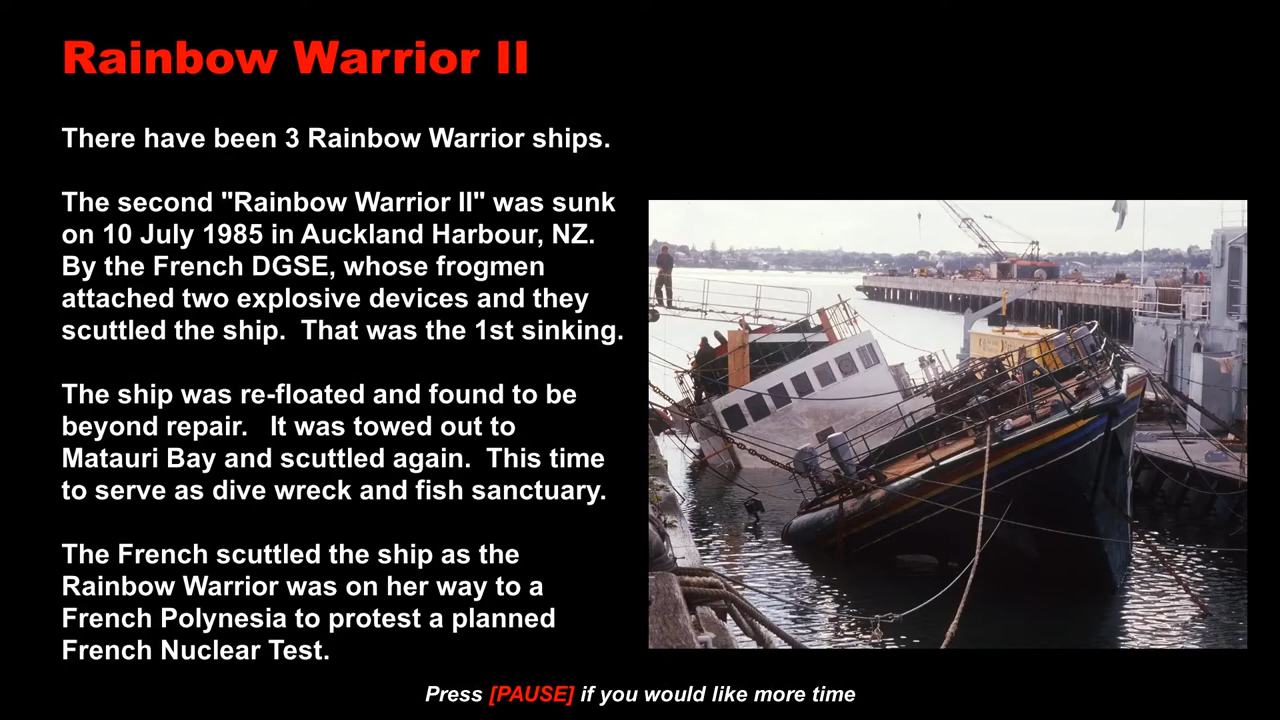 Rainbow Warrior II
There have been 3 Rainbow Warrior ships.
The second "Rainbow Warrior II" was sunk
on 10 July 1985 in Auckland Harbour, NZ.
By the French DGSE, whose frogmen
attached two explosive devices and they
scuttled the ship.  That was the 1st sinking.
The ship was re-floated and found to be
beyond repair.   It was towed out to
Matauri Bay and scuttled again.  This time
to serve as dive wreck and fish sanctuary.
The French scuttled the ship as the
Rainbow Warrior was on her way to a
French Polynesia to protest a planned
French Nuclear Test.
Press [PAUSE] if you would like more time